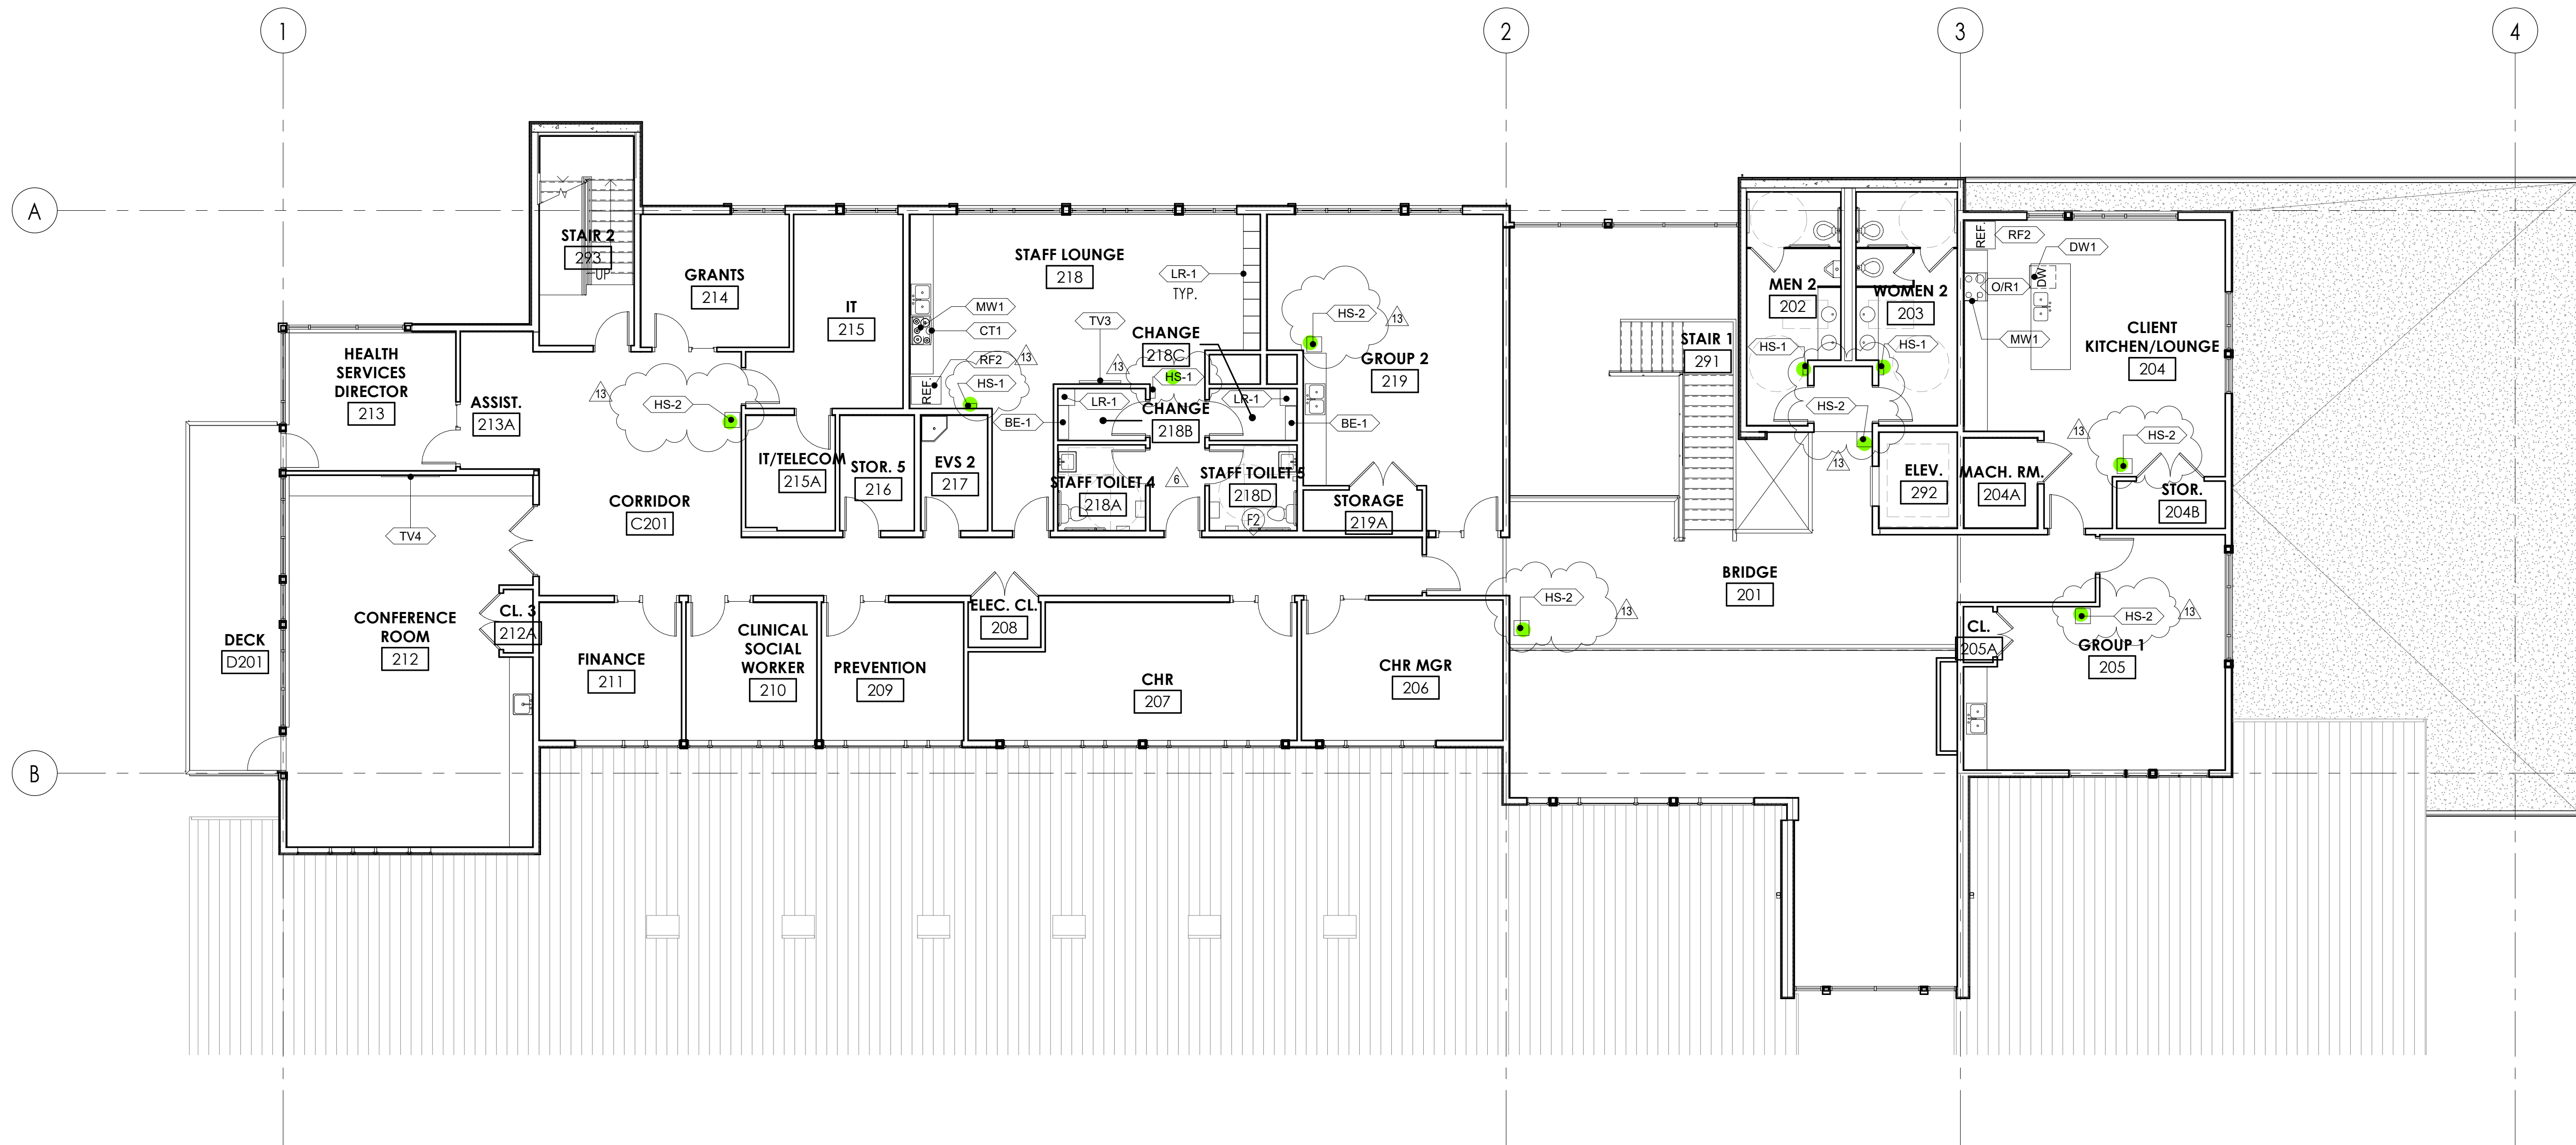 1
2
3
4
A
STAIR 2
293
UP
GRANTS
214
IT
215
STAFF LOUNGE
218
LR-1
TYP.
MW1
CT1
TV3
RF2
REF.
13
HS-1
CHANGE
218C
13
HS-1
LR-1
CHANGE
218B
LR-1
BE-1
BE-1
HS-2
13
GROUP 2
219
STAIR 1
291
MEN 2
202
WOMEN 2
203
HS-1
HS-1
HS-2
13
REF.
RF2
DW1
DW
O/R1
MW1
CLIENT
KITCHEN/LOUNGE
204
13
HS-2
HEALTH
SERVICES
DIRECTOR
213
ASSIST.
213A
13
HS-2
IT/TELECOM
215A
STOR. 5
216
EVS 2
217
STAFF TOILET 4
218A
6
STAFF TOILET 5
218D
F2
STORAGE
219A
ELEV.
292
MACH. RM.
204A
STOR.
204B
CORRIDOR
C201
TV4
DECK
D201
CONFERENCE
ROOM
212
CL. 3
212A
FINANCE
211
CLINICAL
SOCIAL
WORKER
210
PREVENTION
209
ELEC. CL.
208
CHR
207
CHR MGR
206
HS-2
13
BRIDGE
201
CL.
205A
HS-2
13
GROUP 1
205
B